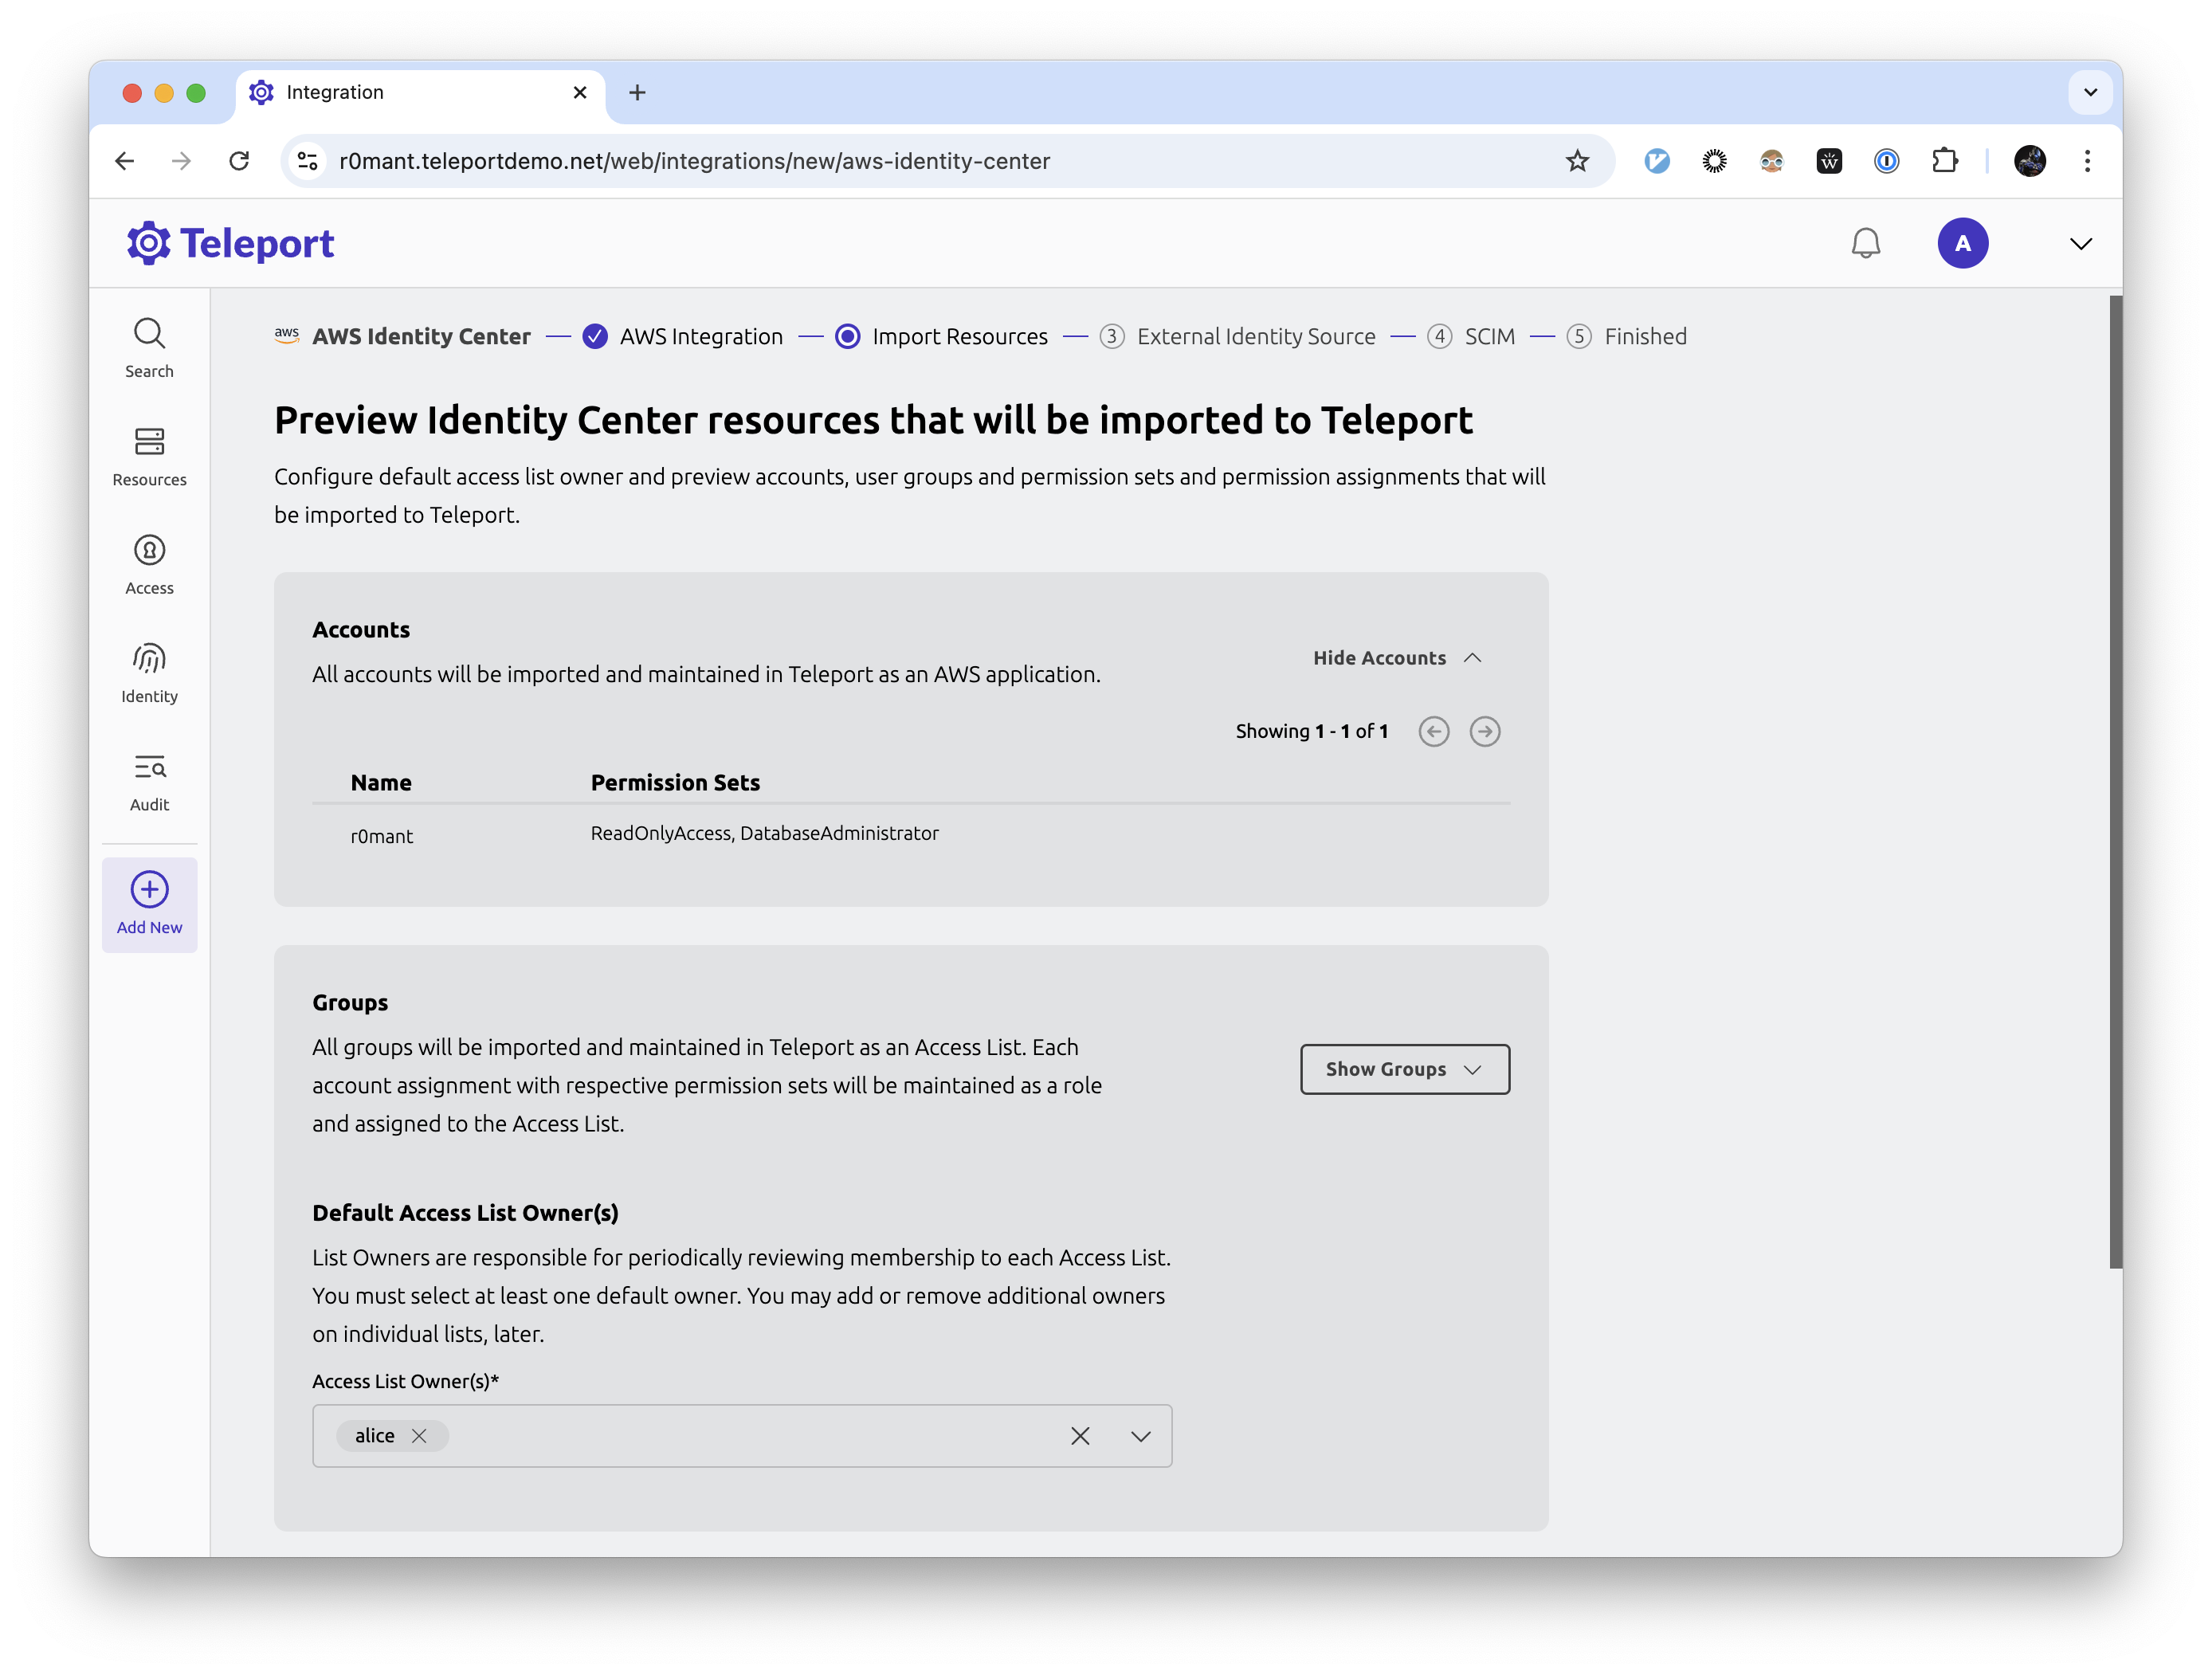 Integration
r0mant.teleportdemo.net/web/integrations/new/aws-identity-center
Teleport
A
Search
Resources
Access
Identity
Audit
Add New
aws AWS Identity Center AWS Integration Import Resources 3 External Identity Source 4 SCIM 5 Finished
Preview Identity Center resources that will be imported to Teleport
Configure default access list owner and preview accounts, user groups and permission sets and permission assignments that will
be imported to Teleport.
Accounts
All accounts will be imported and maintained in Teleport as an AWS application.
Hide Accounts
Showing 1 - 1 of 1
Name Permission Sets
r0mant ReadOnlyAccess, DatabaseAdministrator
Groups
All groups will be imported and maintained in Teleport as an Access List. Each
account assignment with respective permission sets will be maintained as a role
and assigned to the Access List.
Show Groups
Default Access List Owner(s)
List Owners are responsible for periodically reviewing membership to each Access List.
You must select at least one default owner. You may add or remove additional owners
on individual lists, later.
Access List Owner(s)*
alice